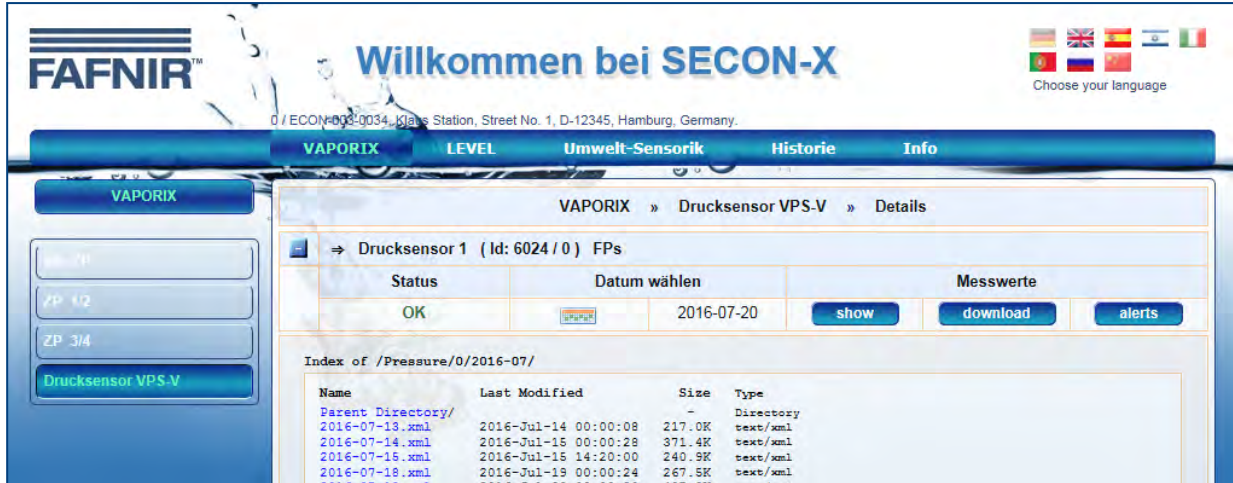 FAFNIR™
Willkommen bei SECON-X
Choose your language
0 / ECON-003-0034, Klaus Station, Street No. 1, D-12345, Hamburg, Germany.
VAPORIX LEVEL Umwelt-Sensorik Historie Info
VAPORIX
ZP 1/2
ZP 3/4
Drucksensor VPS-V
VAPORIX » Drucksensor VPS-V » Details
- ⇒ Drucksensor 1 ( Id: 6024 / 0 ) FPs
Status Datum wählen Messwerte
OK 2016-07-20 show download alerts
Index of /Pressure/0/2016-07/
Name Last Modified Size Type
Parent Directory/ - Directory
2016-07-13.xml 2016-Jul-14 00:00:08 217.0K text/xml
2016-07-14.xml 2016-Jul-15 00:00:28 371.4K text/xml
2016-07-15.xml 2016-Jul-15 14:20:00 240.9K text/xml
2016-07-18.xml 2016-Jul-19 00:00:24 267.5K text/xml